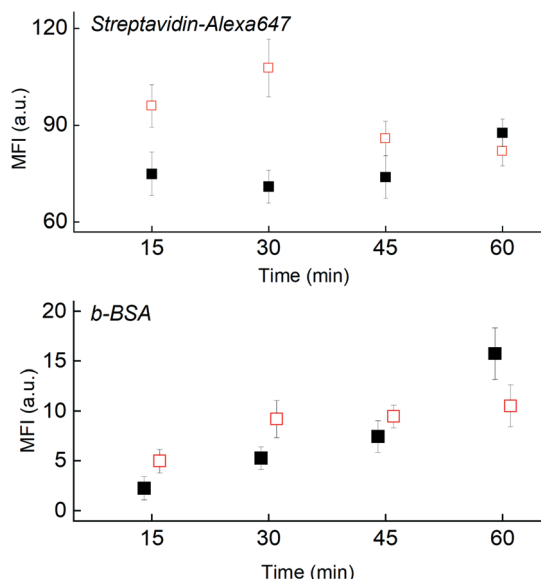 Streptavidin-Alexa647
120
90
60
MFI (a.u.)
15 30 45 60
Time (min)
b-BSA
20
15
10
5
0
MFI (a.u.)
15 30 45 60
Time (min)